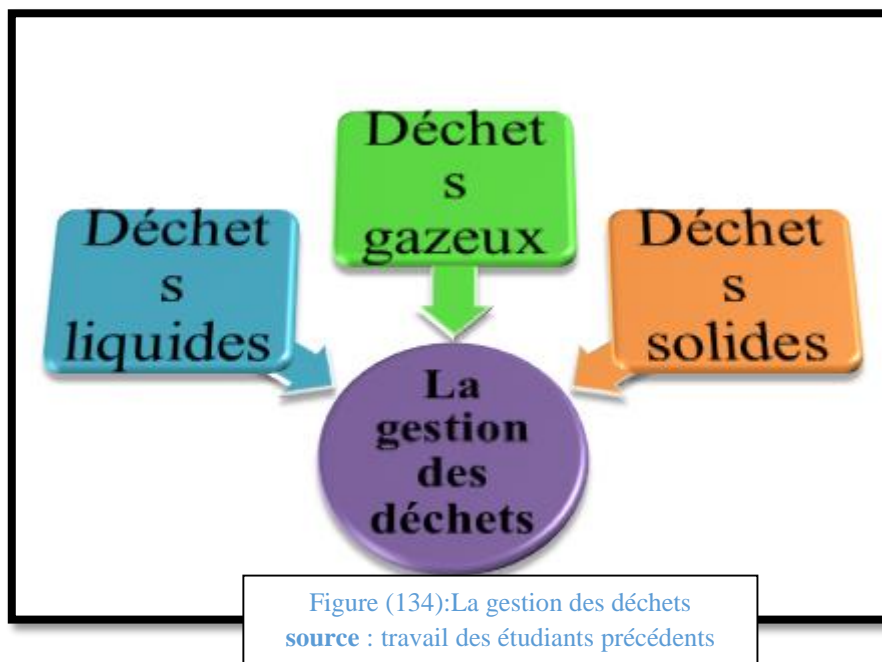 Déchet
s
liquides
Déchet
s
gazeux
Déchet
s
solides
La
gestion
des
déchets
Figure (134):La gestion des déchets
source : travail des étudiants précédents